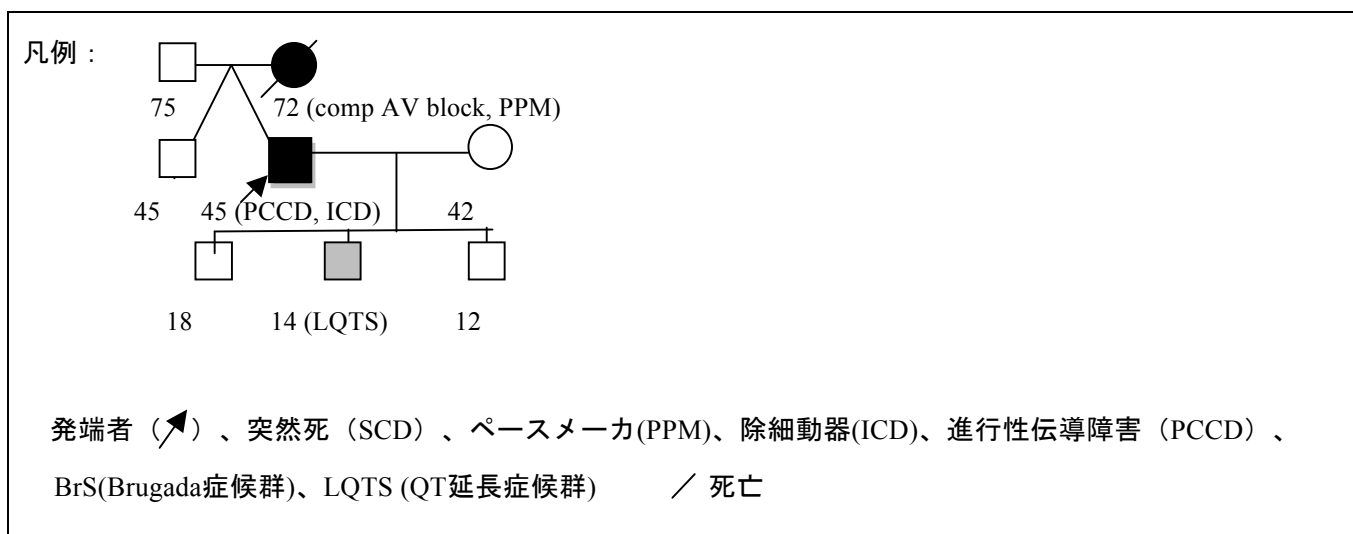 凡例：
75 72 (comp AV block, PPM)
45 45 (PCCD, ICD) 42
18 14 (LQTS) 12
発端者（）、突然死（SCD）、ペースメーカ(PPM)、除細動器(ICD)、進行性伝導障害（PCCD）、
BrS(Brugada症候群)、LQTS (QT延長症候群) ／ 死亡